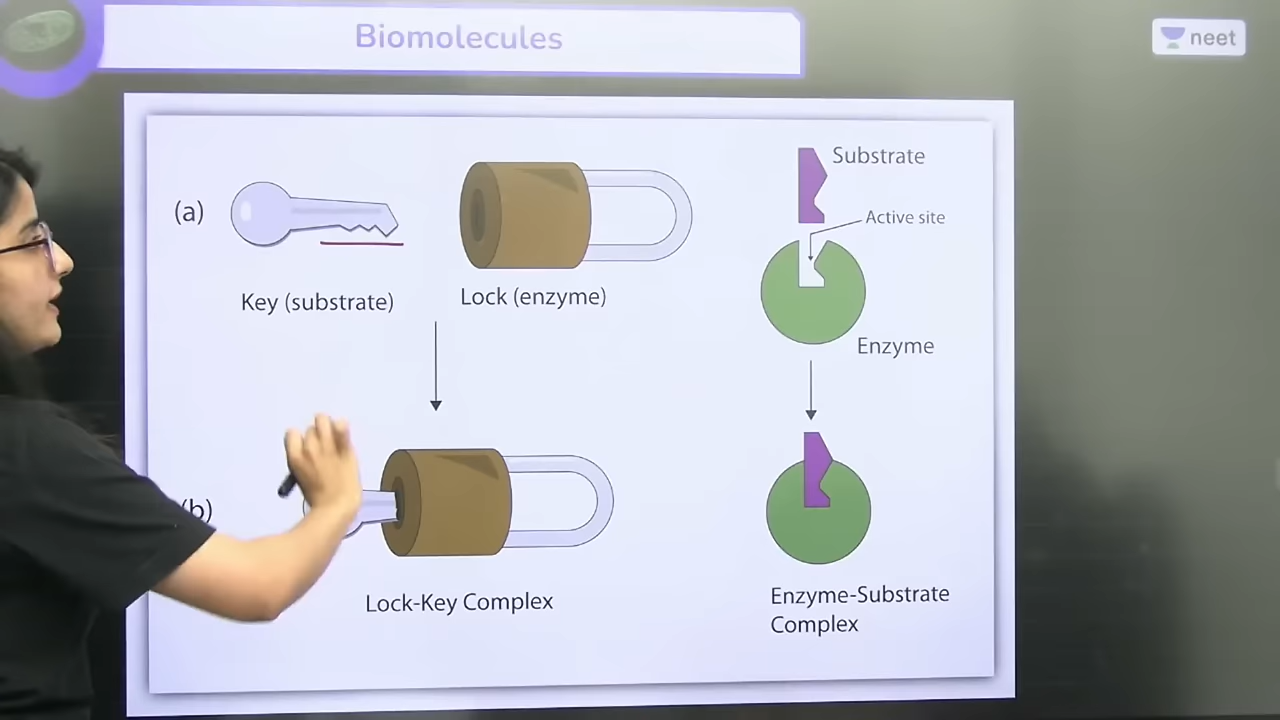 Biomolecules
neet
(a)
Key (substrate)
Lock (enzyme)
Substrate
Active site
Enzyme
(b)
Lock-Key Complex
Enzyme-Substrate
Complex